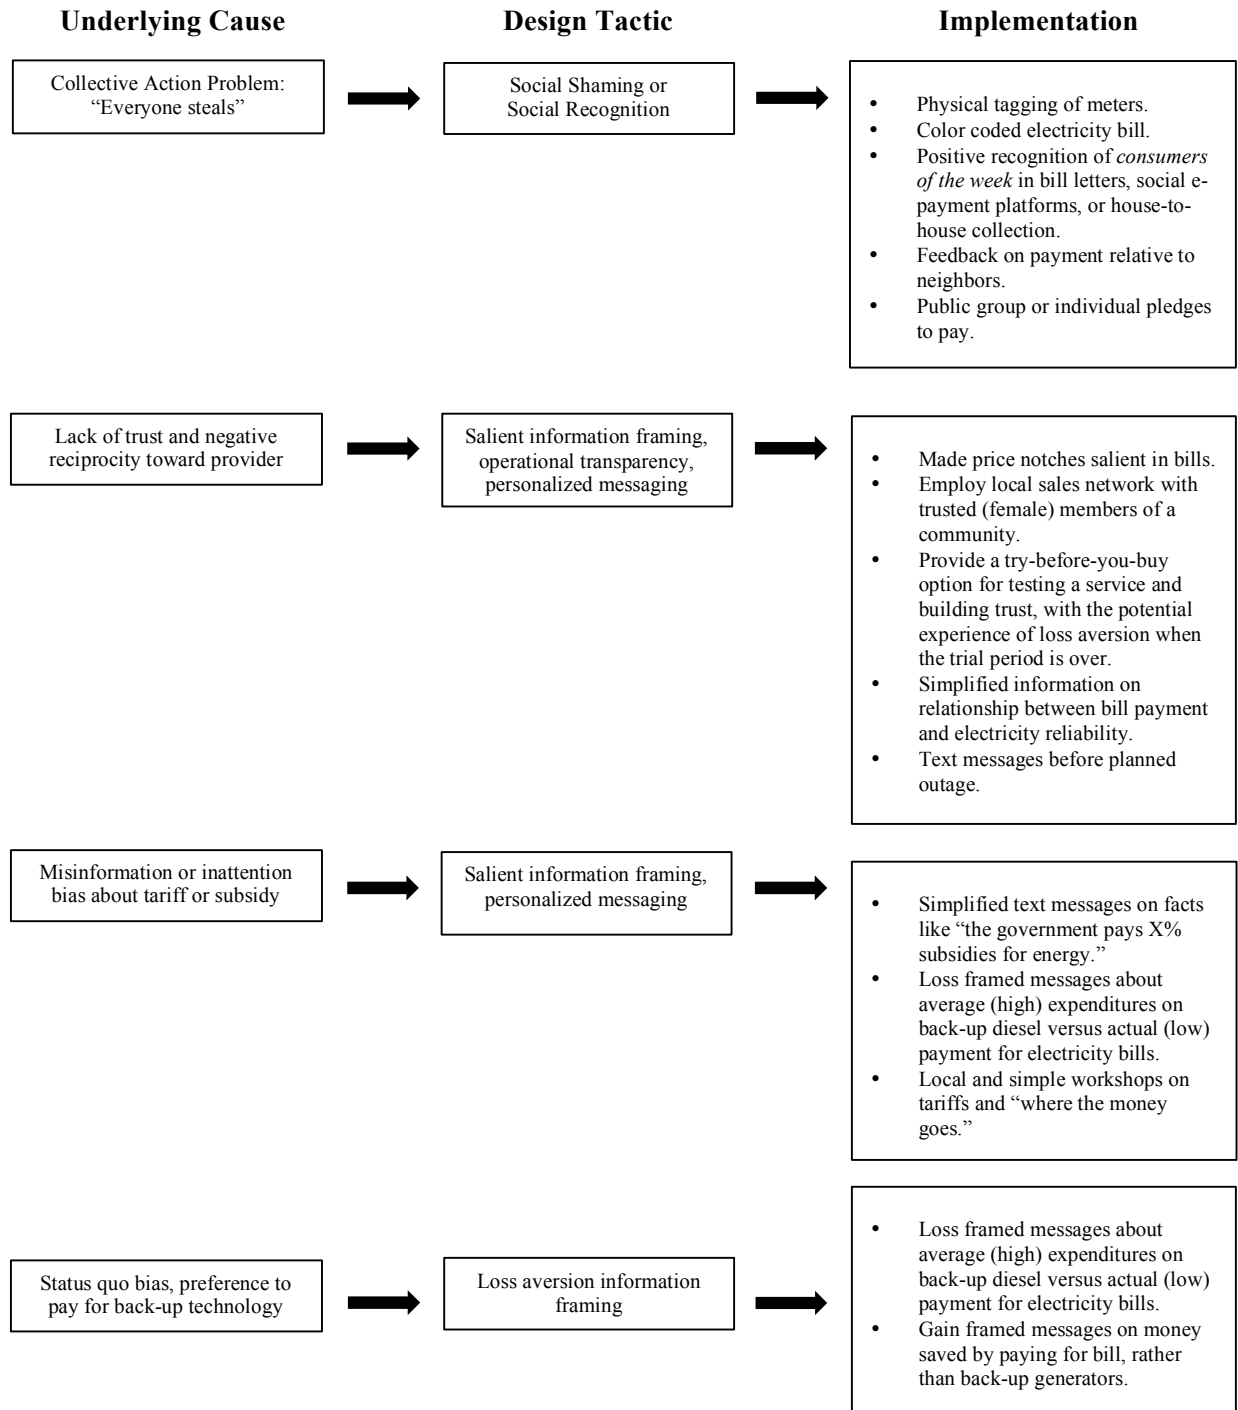 Underlying Cause
Design Tactic
Implementation
Collective Action Problem:
“Everyone steals”
Social Shaming or
Social Recognition
• Physical tagging of meters.
• Color coded electricity bill.
• Positive recognition of consumers
of the week in bill letters, social e-
payment platforms, or house-to-
house collection.
• Feedback on payment relative to
neighbors.
• Public group or individual pledges
to pay.
Lack of trust and negative
reciprocity toward provider
Salient information framing,
operational transparency,
personalized messaging
• Made price notches salient in bills.
• Employ local sales network with
trusted (female) members of a
community.
• Provide a try-before-you-buy
option for testing a service and
building trust, with the potential
experience of loss aversion when
the trial period is over.
• Simplified information on
relationship between bill payment
and electricity reliability.
• Text messages before planned
outage.
Misinformation or inattention
bias about tariff or subsidy
Salient information framing,
personalized messaging
• Simplified text messages on facts
like “the government pays X%
subsidies for energy.”
• Loss framed messages about
average (high) expenditures on
back-up diesel versus actual (low)
payment for electricity bills.
• Local and simple workshops on
tariffs and “where the money
goes.”
Status quo bias, preference to
pay for back-up technology
Loss aversion information
framing
• Loss framed messages about
average (high) expenditures on
back-up diesel versus actual (low)
payment for electricity bills.
• Gain framed messages on money
saved by paying for bill, rather
than back-up generators.